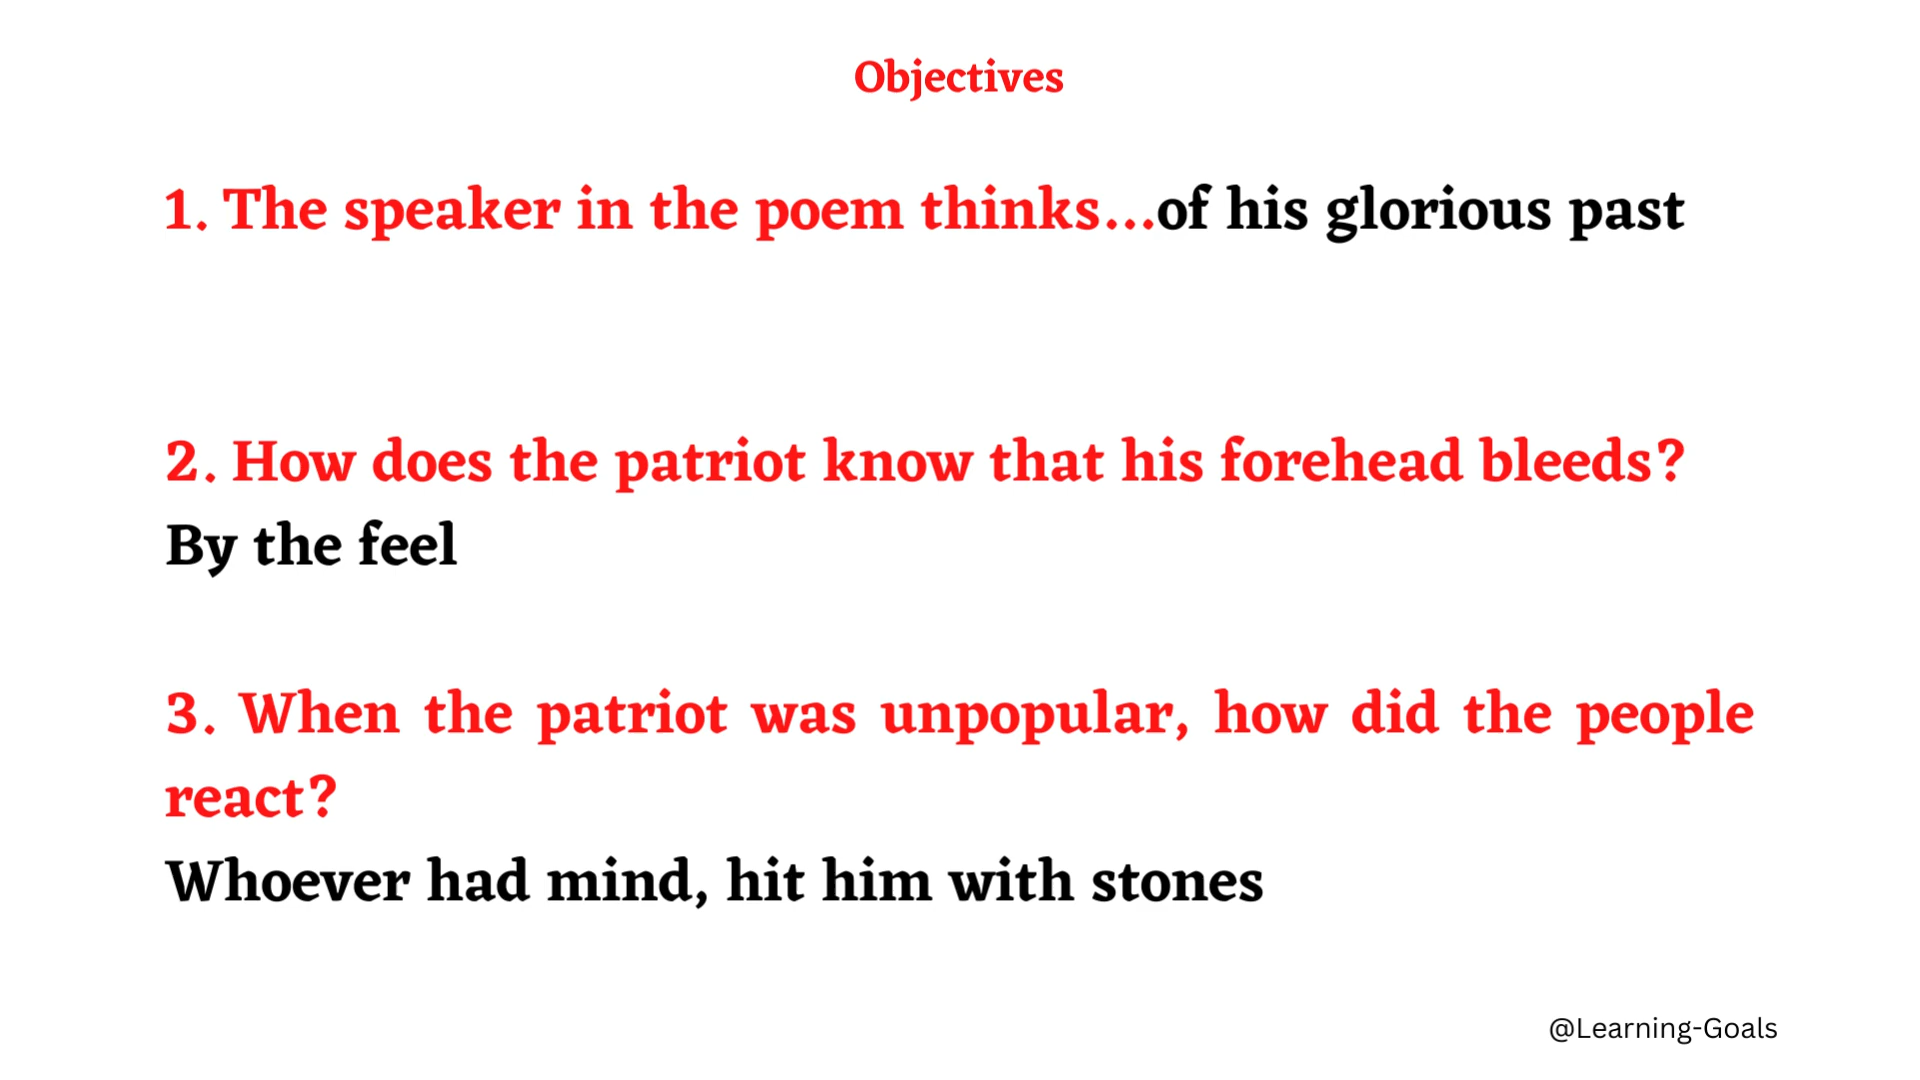 Objectives
1. The speaker in the poem thinks...of his glorious past
2. How does the patriot know that his forehead bleeds?
By the feel
3. When the patriot was unpopular, how did the people
react?
Whoever had mind, hit him with stones
@Learning-Goals